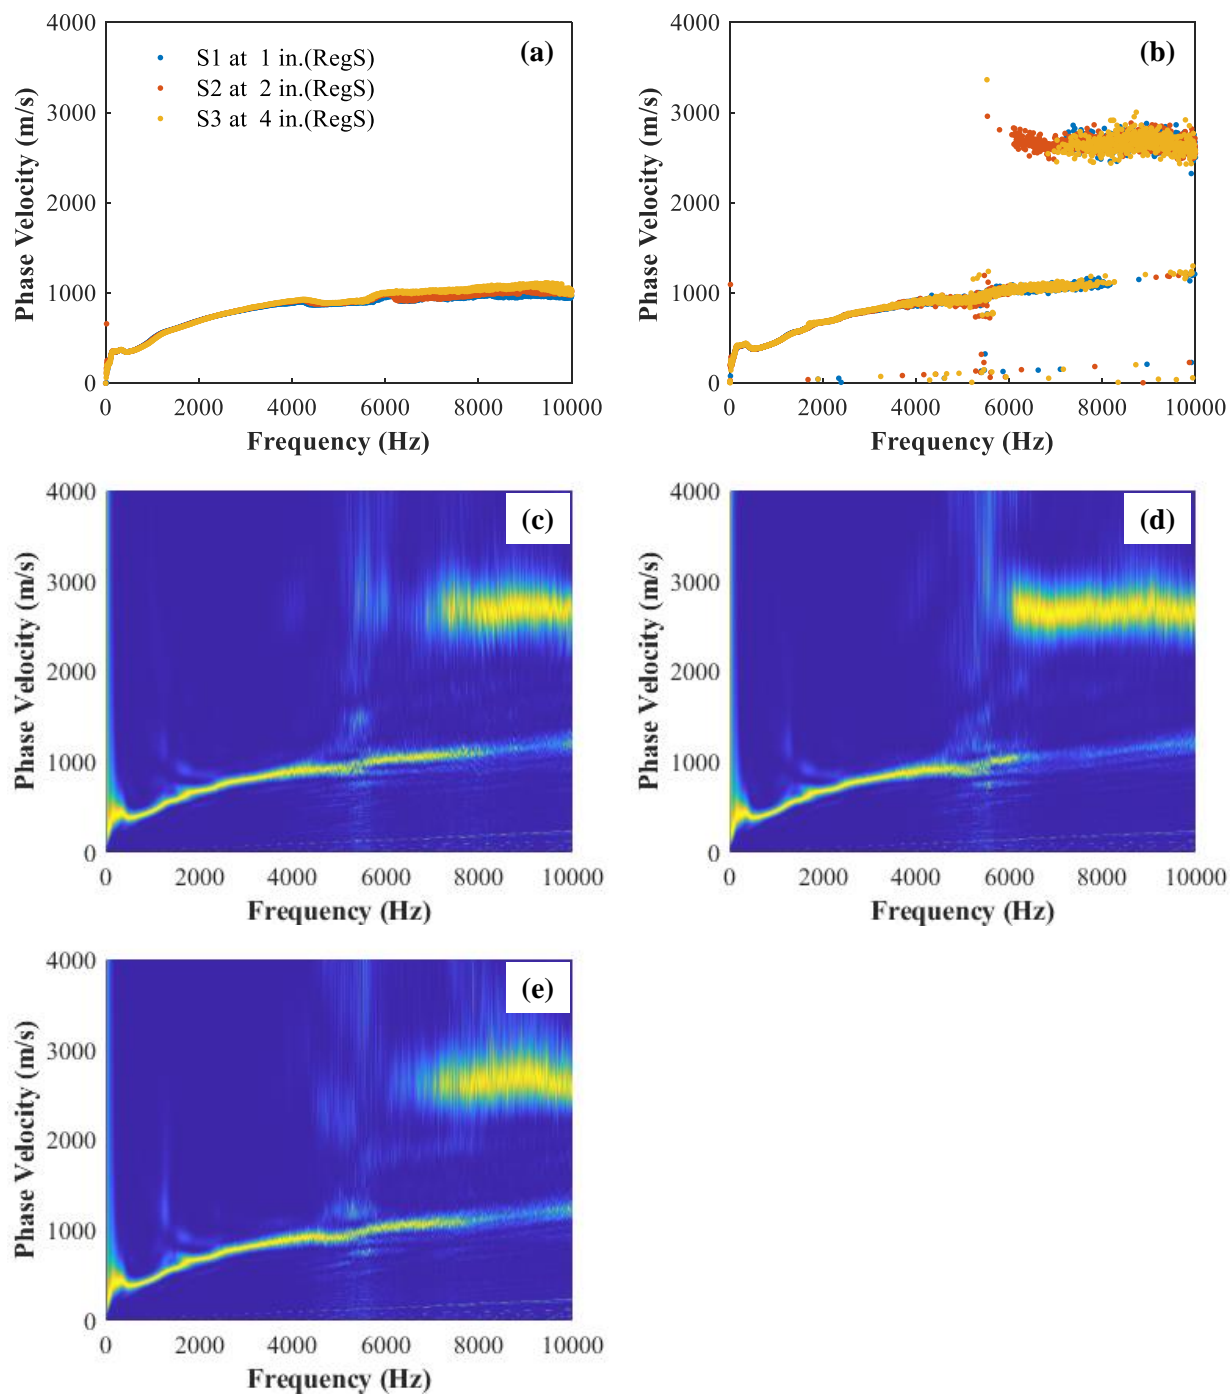 (a)
S1 at 1 in.(RegS)
S2 at 2 in.(RegS)
S3 at 4 in.(RegS)
Phase Velocity (m/s)
4000
3000
2000
1000
0
0 2000 4000 6000 8000 10000
Frequency (Hz)
(b)
Phase Velocity (m/s)
4000
3000
2000
1000
0
0 2000 4000 6000 8000 10000
Frequency (Hz)
(c)
Phase Velocity (m/s)
4000
3000
2000
1000
0
0 2000 4000 6000 8000 10000
Frequency (Hz)
(d)
Phase Velocity (m/s)
4000
3000
2000
1000
0
0 2000 4000 6000 8000 10000
Frequency (Hz)
(e)
Phase Velocity (m/s)
4000
3000
2000
1000
0
0 2000 4000 6000 8000 10000
Frequency (Hz)